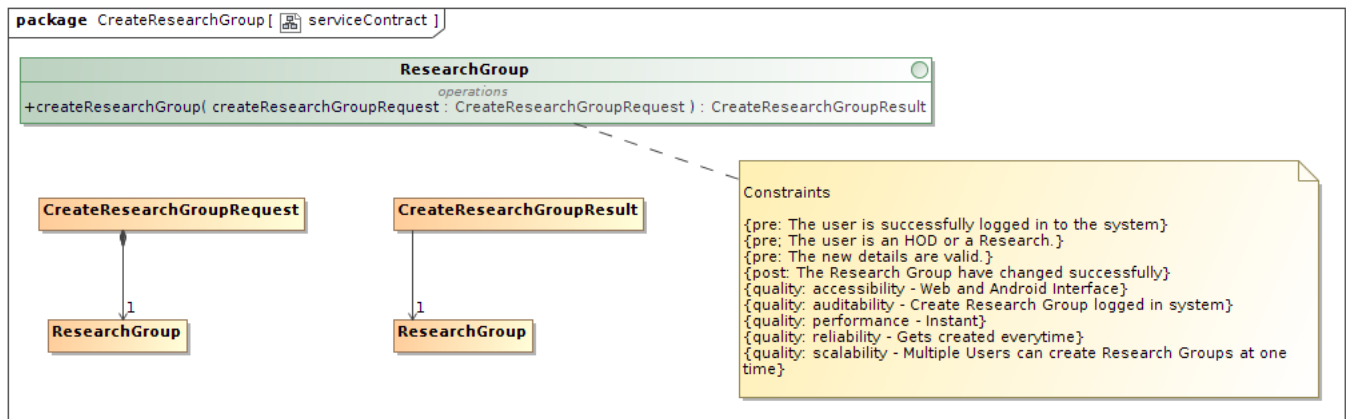 package CreateResearchGroup [ serviceContract ]
ResearchGroup
operations
+createResearchGroup( createResearchGroupRequest : CreateResearchGroupRequest ) : CreateResearchGroupResult
Constraints
{pre: The user is successfully logged in to the system}
{pre; The user is an HOD or a Research.}
{pre: The new details are valid.}
{post: The Research Group have changed successfully}
{quality: accessibility - Web and Android Interface}
{quality: auditability - Create Research Group logged in system}
{quality: performance - Instant}
{quality: reliability - Gets created everytime}
{quality: scalability - Multiple Users can create Research Groups at one
time}
CreateResearchGroupRequest
1
ResearchGroup
CreateResearchGroupResult
1
ResearchGroup